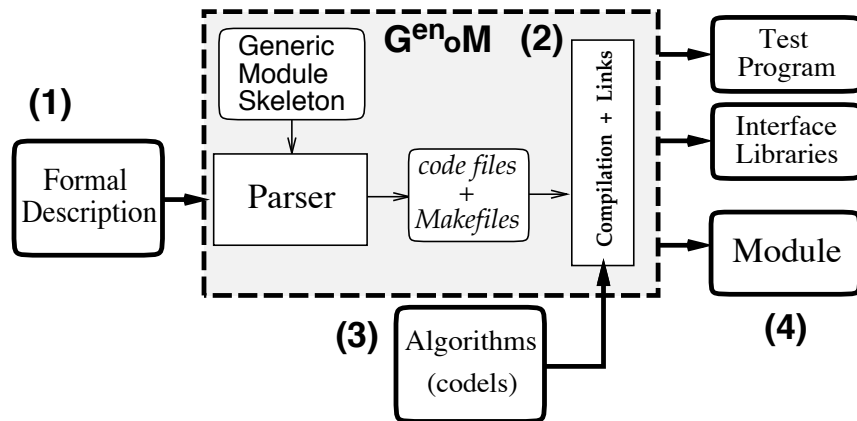 G^en_oM (2)
Generic
Module
Skeleton
(1)
Formal
Description
Parser
code files
+
Makefiles
Compilation + Links
Test
Program
Interface
Libraries
Module
(3)
Algorithms
(codels)
(4)